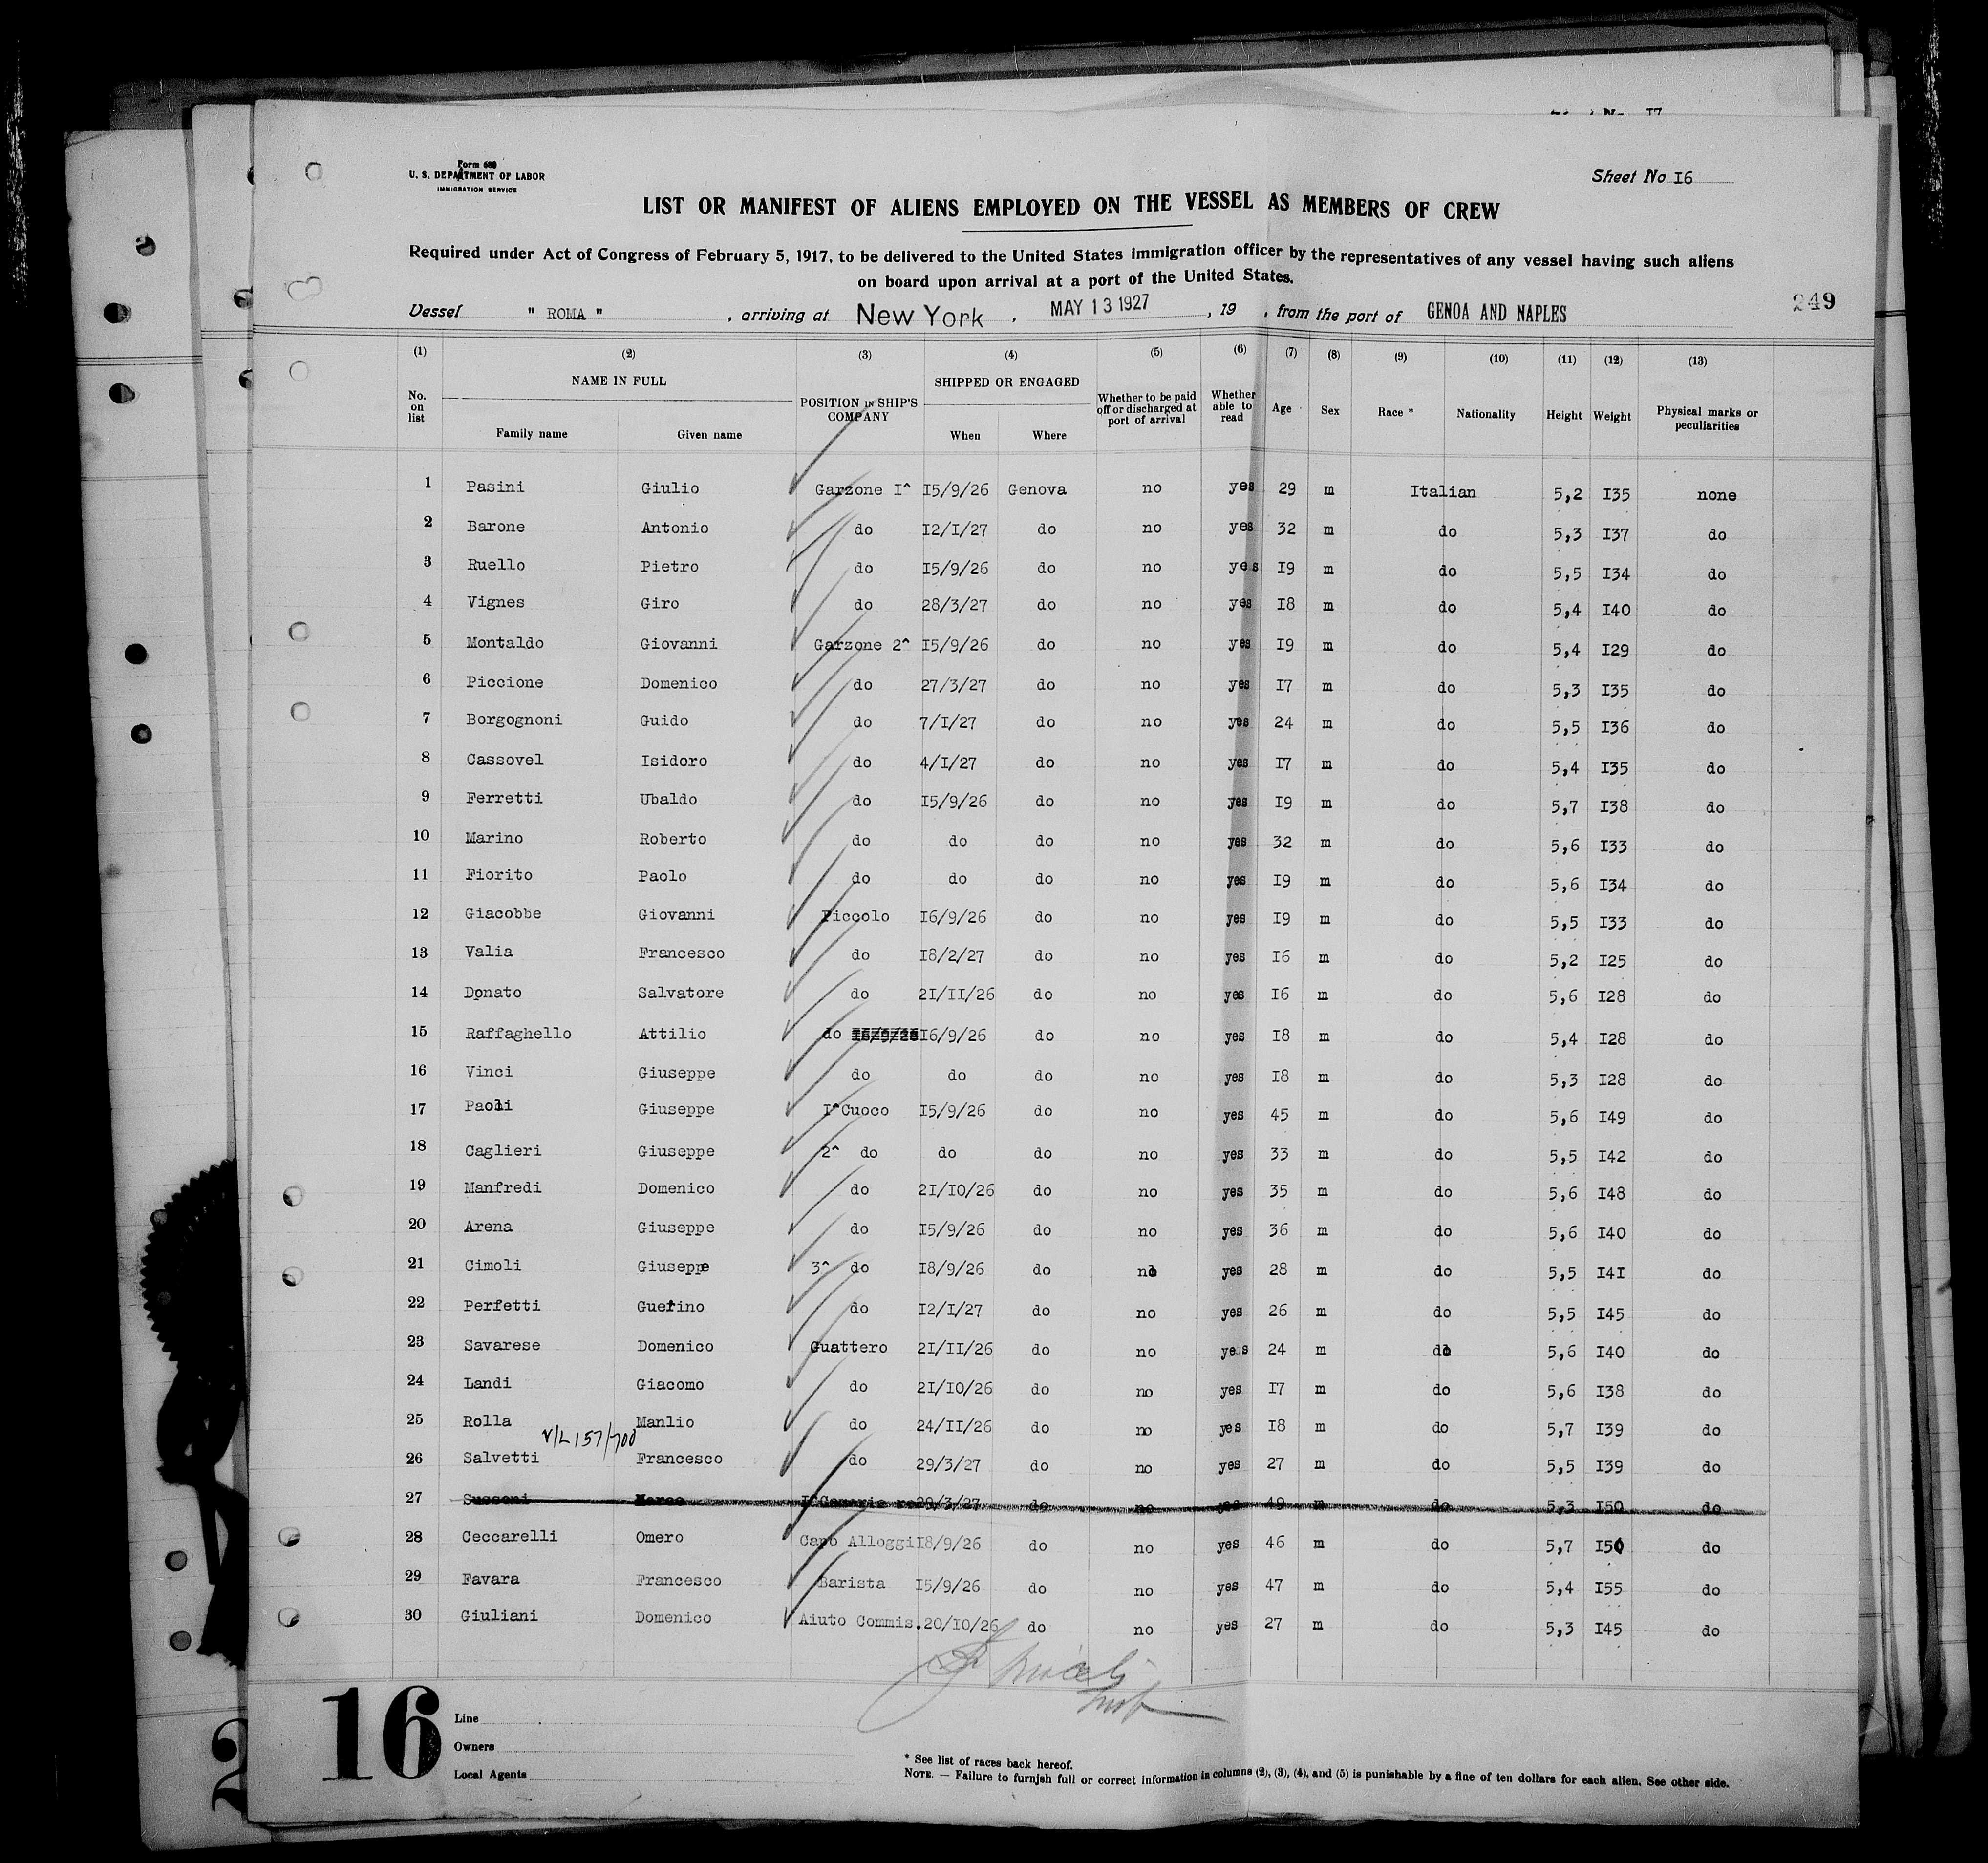 No 17
Form 680
U. S. DEPARTMENT OF LABOR
IMMIGRATION SERVICE
Sheet No I6
LIST OR MANIFEST OF ALIENS EMPLOYED ON THE VESSEL AS MEMBERS OF CREW
Required under Act of Congress of February 5, 1917, to be delivered to the United States immigration officer by the representatives of any vessel having such aliens
on board upon arrival at a port of the United States.
Vessel " ROMA " , arriving at New York , MAY 13 1927 , 19 , from the port of GENOA AND NAPLES
249
(1) (2) (3) (4) (5) (6) (7) (8) (9) (10) (11) (12) (13)
No. on list NAME IN FULL Family name Given name POSITION IN SHIP'S COMPANY SHIPPED OR ENGAGED When Where Whether to be paid off or discharged at port of arrival Whether able to read Age Sex Race * Nationality Height Weight Physical marks or peculiarities
1 Pasini Giulio Garzone I^ I5/9/26 Genova no yes 29 m Italian 5,2 I35 none
2 Barone Antonio do I2/I/27 do no yes 32 m do 5,3 I37 do
3 Ruello Pietro do I5/9/26 do no yes I9 m do 5,5 I34 do
4 Vignes Giro do 28/3/27 do no yes I8 m do 5,4 I40 do
5 Montaldo Giovanni Garzone 2^ I5/9/26 do no yes I9 m do 5,4 I29 do
6 Piccione Domenico do 27/3/27 do no yes I7 m do 5,3 I35 do
7 Borgognoni Guido do 7/I/27 do no yes 24 m do 5,5 I36 do
8 Cassovel Isidoro do 4/I/27 do no yes I7 m do 5,4 I35 do
9 Ferretti Ubaldo do I5/9/26 do no yes I9 m do 5,7 I38 do
10 Marino Roberto do do do no yes 32 m do 5,6 I33 do
11 Fiorito Paolo do do do no yes I9 m do 5,6 I34 do
12 Giacobbe Giovanni Piccolo I6/9/26 do no yes I9 m do 5,5 I33 do
13 Valia Francesco do I8/2/27 do no yes I6 m do 5,2 I25 do
14 Donato Salvatore do 2I/II/26 do no yes I6 m do 5,6 I28 do
15 Raffaghello Attilio do I6/9/26 do no yes I8 m do 5,4 I28 do
16 Vinci Giuseppe do do do no yes I8 m do 5,3 I28 do
17 Paoli Giuseppe I^Cuoco I5/9/26 do no yes 45 m do 5,6 I49 do
18 Caglieri Giuseppe 2^ do do do no yes 33 m do 5,5 I42 do
19 Manfredi Domenico do 2I/IO/26 do no yes 35 m do 5,6 I48 do
20 Arena Giuseppe do I5/9/26 do no yes 36 m do 5,6 I40 do
21 Cimoli Giuseppe 3^ do I8/9/26 do no yes 28 m do 5,5 I4I do
22 Perfetti Guerino do I2/I/27 do no yes 26 m do 5,5 I45 do
23 Savarese Domenico Guattero 2I/II/26 do no yes 24 m do 5,6 I40 do
24 Landi Giacomo do 2I/IO/26 do no yes I7 m do 5,6 I38 do
25 Rolla Manlio do 24/II/26 do no yes I8 m do 5,7 I39 do
V/L 157/700
26 Salvetti Francesco do 29/3/27 do no yes 27 m do 5,5 I39 do
27 29/3/27 do no yes 49 m do 5,3 I50 do
28 Ceccarelli Omero Capo Alloggi I8/9/26 do no yes 46 m do 5,7 I50 do
29 Favara Francesco Barista I5/9/26 do no yes 47 m do 5,4 I55 do
30 Giuliani Domenico Aiuto Commis. 20/IO/26 do no yes 27 m do 5,3 I45 do
16
Line
Owners
Local Agents
* See list of races back hereof.
NOTE. — Failure to furnish full or correct information in columns (2), (3), (4), and (5) is punishable by a fine of ten dollars for each alien. See other side.
2